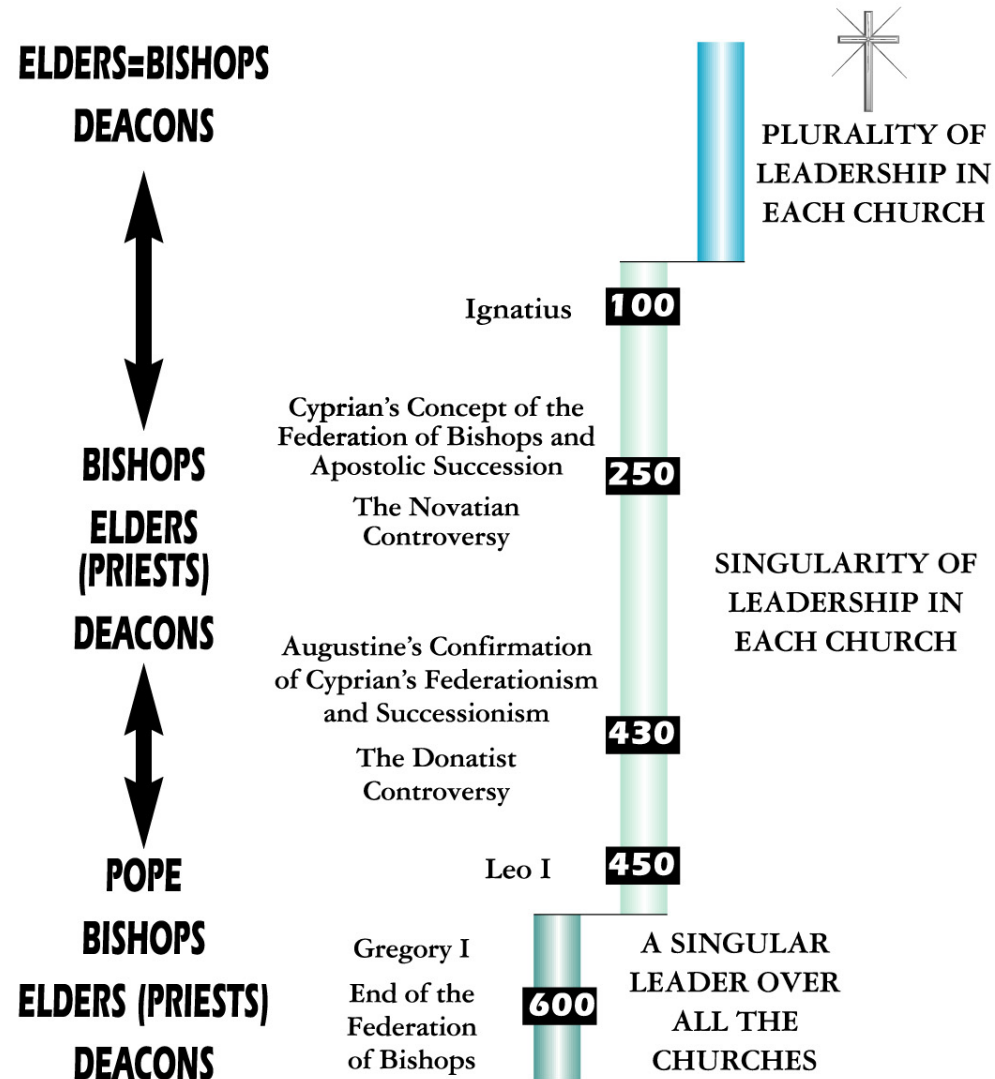 ELDERS=BISHOPS
DEACONS
PLURALITY OF
LEADERSHIP IN
EACH CHURCH
Ignatius
100
Cyprian's Concept of the
Federation of Bishops and
Apostolic Succession
250
The Novatian
Controversy
BISHOPS
ELDERS
(PRIESTS)
DEACONS
SINGULARITY OF
LEADERSHIP IN
EACH CHURCH
Augustine's Confirmation
of Cyprian's Federationism
and Successionism
430
The Donatist
Controversy
Leo I
450
POPE
BISHOPS
ELDERS (PRIESTS)
DEACONS
Gregory I
End of the
Federation
of Bishops
600
A SINGULAR
LEADER OVER
ALL THE
CHURCHES